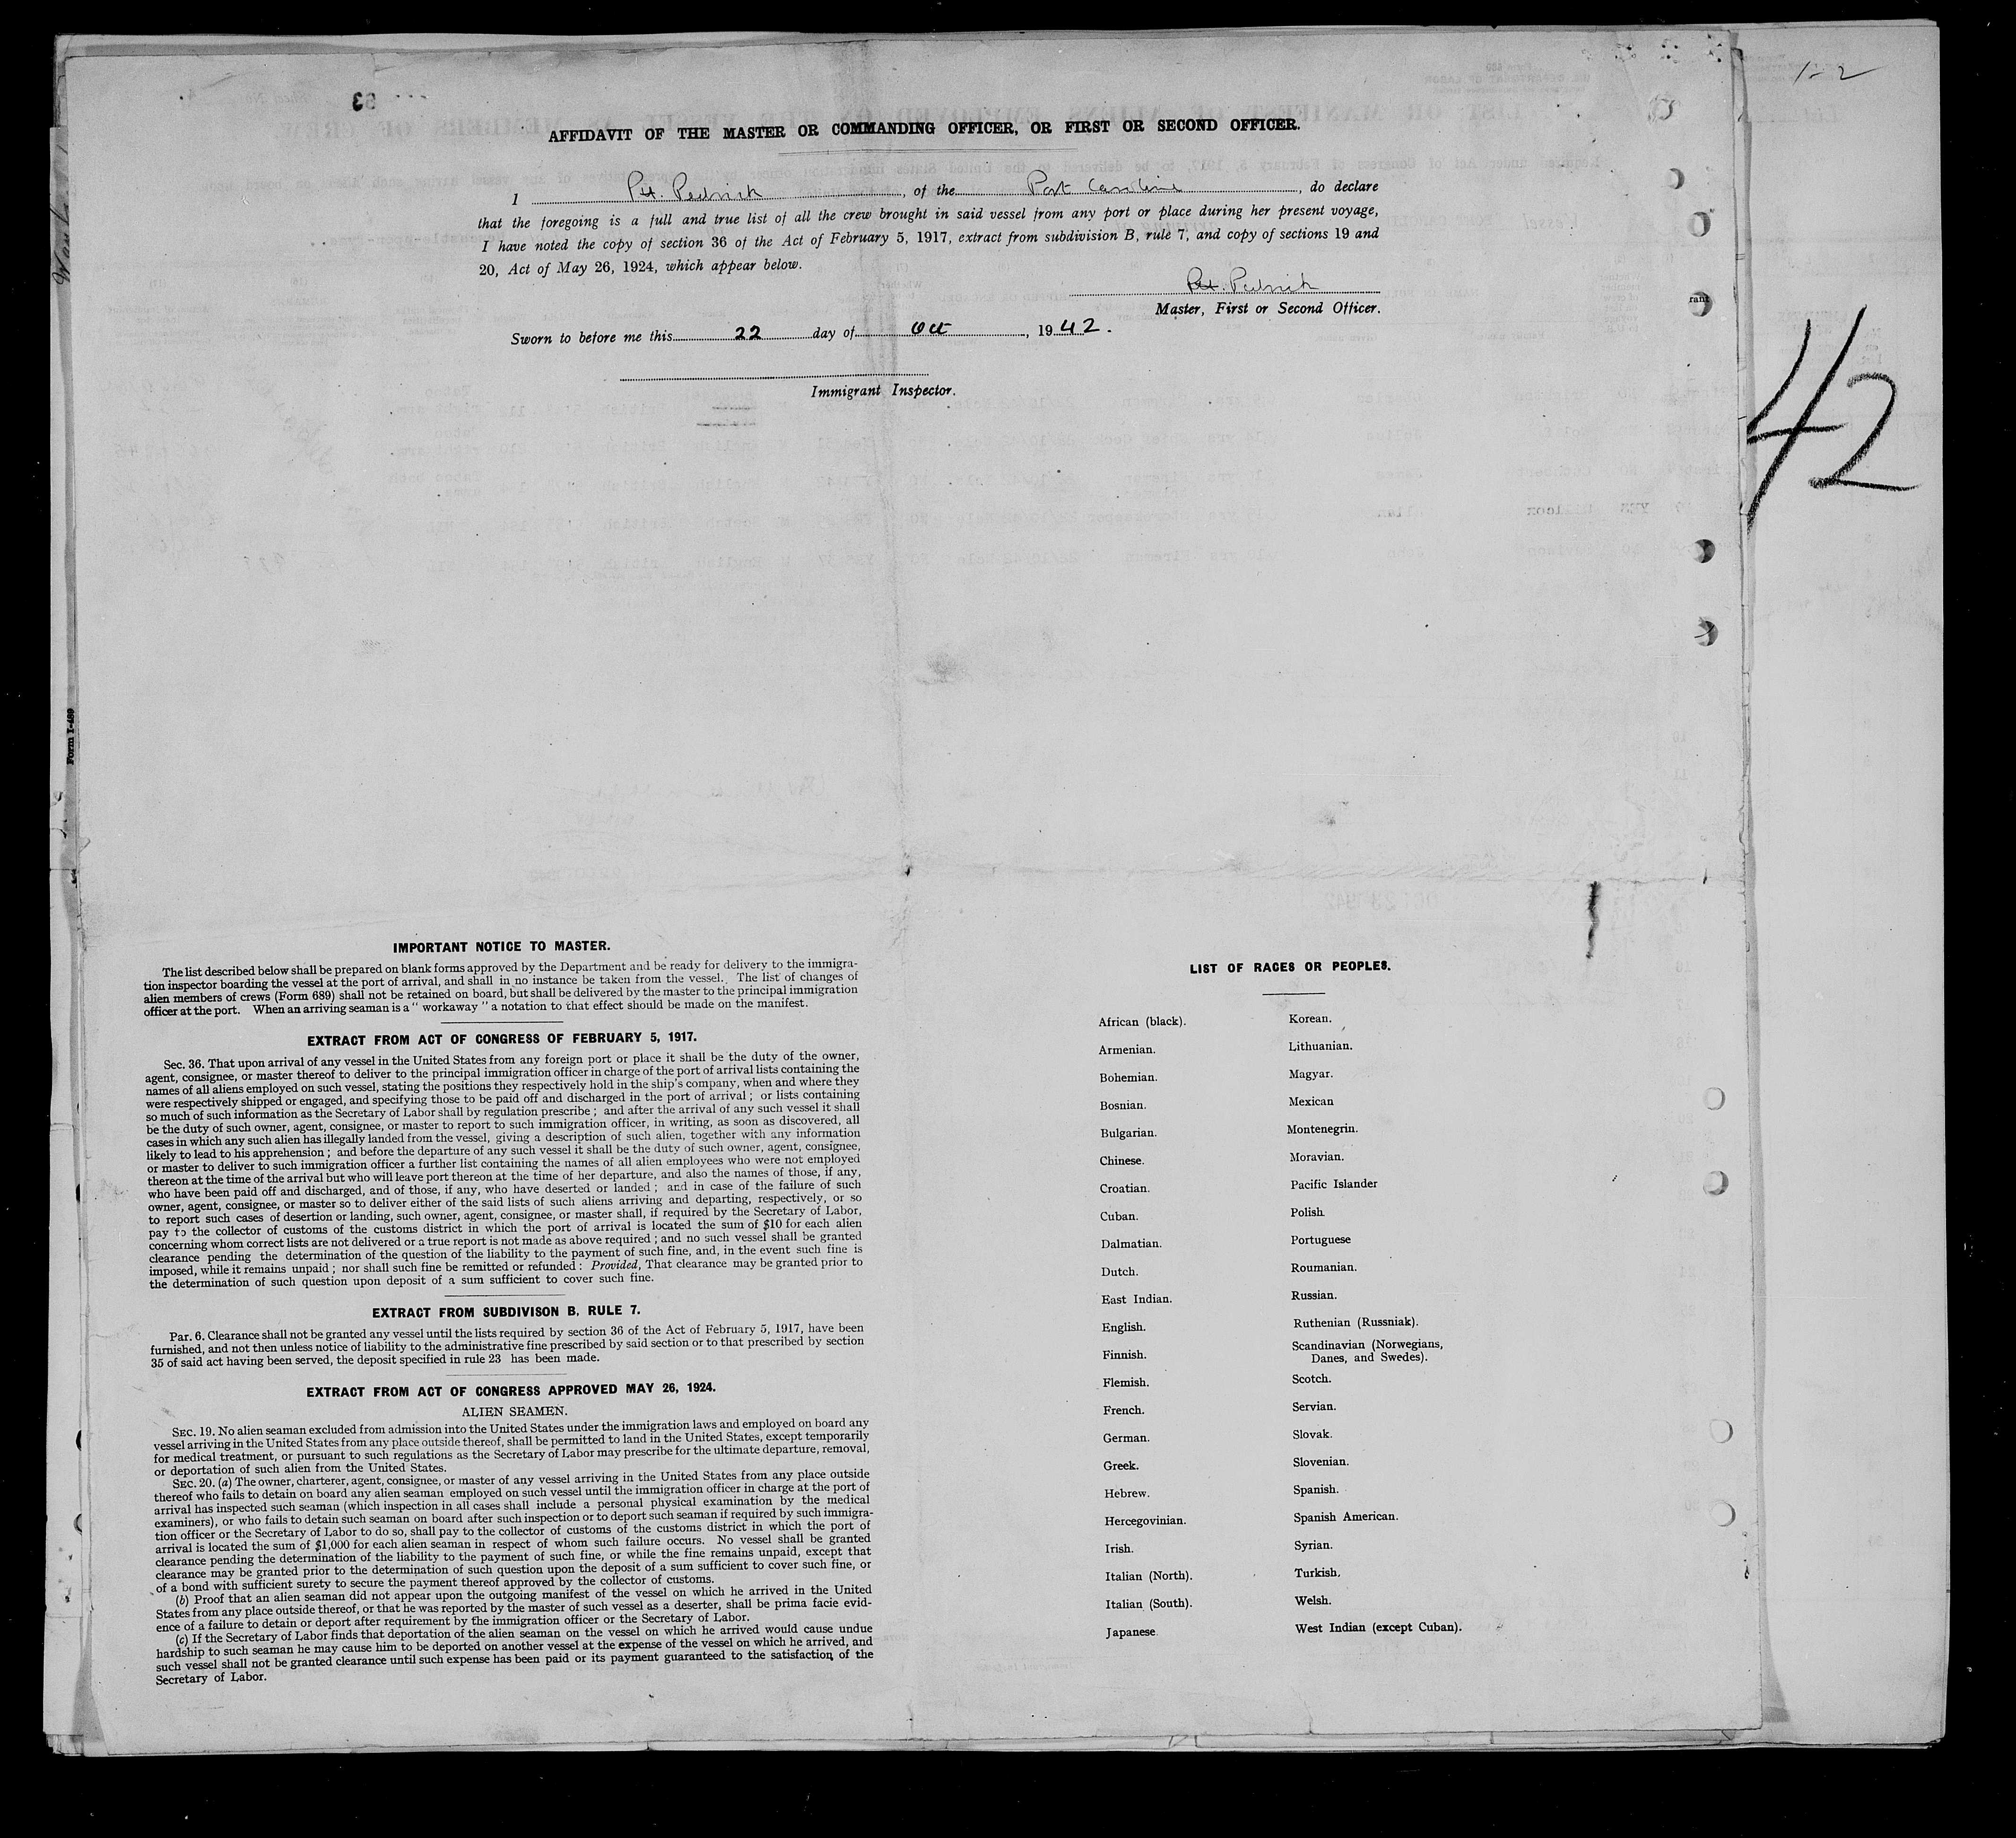 1-2
63
AFFIDAVIT OF THE MASTER OR COMMANDING OFFICER, OR FIRST OR SECOND OFFICER.
I P.H. Pedrick, of the Port Caroline, do declare
that the foregoing is a full and true list of all the crew brought in said vessel from any port or place during her present voyage,
I have noted the copy of section 36 of the Act of February 5, 1917, extract from subdivision B, rule 7, and copy of sections 19 and
20, Act of May 26, 1924, which appear below.
P.H. Pedrick
Master, First or Second Officer.
Sworn to before me this 22 day of Oct, 1942.
Immigrant Inspector.
42
Form I-489
IMPORTANT NOTICE TO MASTER.
The list described below shall be prepared on blank forms approved by the Department and be ready for delivery to the immigra-
tion inspector boarding the vessel at the port of arrival, and shall in no instance be taken from the vessel. The list of changes of
alien members of crews (Form 689) shall not be retained on board, but shall be delivered by the master to the principal immigration
officer at the port. When an arriving seaman is a " workaway " a notation to that effect should be made on the manifest.
EXTRACT FROM ACT OF CONGRESS OF FEBRUARY 5, 1917.
Sec. 36. That upon arrival of any vessel in the United States from any foreign port or place it shall be the duty of the owner,
agent, consignee, or master thereof to deliver to the principal immigration officer in charge of the port of arrival lists containing the
names of all aliens employed on such vessel, stating the positions they respectively hold in the ship's company, when and where they
were respectively shipped or engaged, and specifying those to be paid off and discharged in the port of arrival ; or lists containing
so much of such information as the Secretary of Labor shall by regulation prescribe ; and after the arrival of any such vessel it shall
be the duty of such owner, agent, consignee, or master to report to such immigration officer, in writing, as soon as discovered, all
cases in which any such alien has illegally landed from the vessel, giving a description of such alien, together with any information
likely to lead to his apprehension ; and before the departure of any such vessel it shall be the duty of such owner, agent, consignee,
or master to deliver to such immigration officer a further list containing the names of all alien employees who were not employed
thereon at the time of the arrival but who will leave port thereon at the time of her departure, and also the names of those, if any,
who have been paid off and discharged, and of those, if any, who have deserted or landed ; and in case of the failure of such
owner, agent, consignee, or master so to deliver either of the said lists of such aliens arriving and departing, respectively, or so
to report such cases of desertion or landing, such owner, agent, consignee, or master shall, if required by the Secretary of Labor,
pay to the collector of customs of the customs district in which the port of arrival is located the sum of $10 for each alien
concerning whom correct lists are not delivered or a true report is not made as above required ; and no such vessel shall be granted
clearance pending the determination of the question of the liability to the payment of such fine, and, in the event such fine is
imposed, while it remains unpaid ; nor shall such fine be remitted or refunded : Provided, That clearance may be granted prior to
the determination of such question upon deposit of a sum sufficient to cover such fine.
EXTRACT FROM SUBDIVISON B, RULE 7.
Par. 6. Clearance shall not be granted any vessel until the lists required by section 36 of the Act of February 5, 1917, have been
furnished, and not then unless notice of liability to the administrative fine prescribed by said section or to that prescribed by section
35 of said act having been served, the deposit specified in rule 23 has been made.
EXTRACT FROM ACT OF CONGRESS APPROVED MAY 26, 1924.
ALIEN SEAMEN.
SEC. 19. No alien seaman excluded from admission into the United States under the immigration laws and employed on board any
vessel arriving in the United States from any place outside thereof, shall be permitted to land in the United States, except temporarily
for medical treatment, or pursuant to such regulations as the Secretary of Labor may prescribe for the ultimate departure, removal,
or deportation of such alien from the United States.
SEC. 20. (a) The owner, charterer, agent, consignee, or master of any vessel arriving in the United States from any place outside
thereof who fails to detain on board any alien seaman employed on such vessel until the immigration officer in charge at the port of
arrival has inspected such seaman (which inspection in all cases shall include a personal physical examination by the medical
examiners), or who fails to detain such seaman on board after such inspection or to deport such seaman if required by such immigra-
tion officer or the Secretary of Labor to do so, shall pay to the collector of customs of the customs district in which the port of
arrival is located the sum of $1,000 for each alien seaman in respect of whom such failure occurs. No vessel shall be granted
clearance pending the determination of the liability to the payment of such fine, or while the fine remains unpaid, except that
clearance may be granted prior to the determination of such question upon the deposit of a sum sufficient to cover such fine, or
of a bond with sufficient surety to secure the payment thereof approved by the collector of customs.
(b) Proof that an alien seaman did not appear upon the outgoing manifest of the vessel on which he arrived in the United
States from any place outside thereof, or that he was reported by the master of such vessel as a deserter, shall be prima facie evid-
ence of a failure to detain or deport after requirement by the immigration officer or the Secretary of Labor.
(c) If the Secretary of Labor finds that deportation of the alien seaman on the vessel on which he arrived would cause undue
hardship to such seaman he may cause him to be deported on another vessel at the expense of the vessel on which he arrived, and
such vessel shall not be granted clearance until such expense has been paid or its payment guaranteed to the satisfaction of the
Secretary of Labor.
LIST OF RACES OR PEOPLES.
African (black).
Armenian.
Bohemian.
Bosnian.
Bulgarian.
Chinese.
Croatian.
Cuban.
Dalmatian.
Dutch.
East Indian.
English.
Finnish.
Flemish.
French.
German.
Greek.
Hebrew.
Hercegovinian.
Irish.
Italian (North).
Italian (South).
Japanese
Korean.
Lithuanian.
Magyar.
Mexican
Montenegrin.
Moravian.
Pacific Islander
Polish
Portuguese
Roumanian.
Russian.
Ruthenian (Russniak).
Scandinavian (Norwegians,
Danes, and Swedes).
Scotch.
Servian.
Slovak.
Slovenian.
Spanish.
Spanish American.
Syrian.
Turkish.
Welsh.
West Indian (except Cuban).